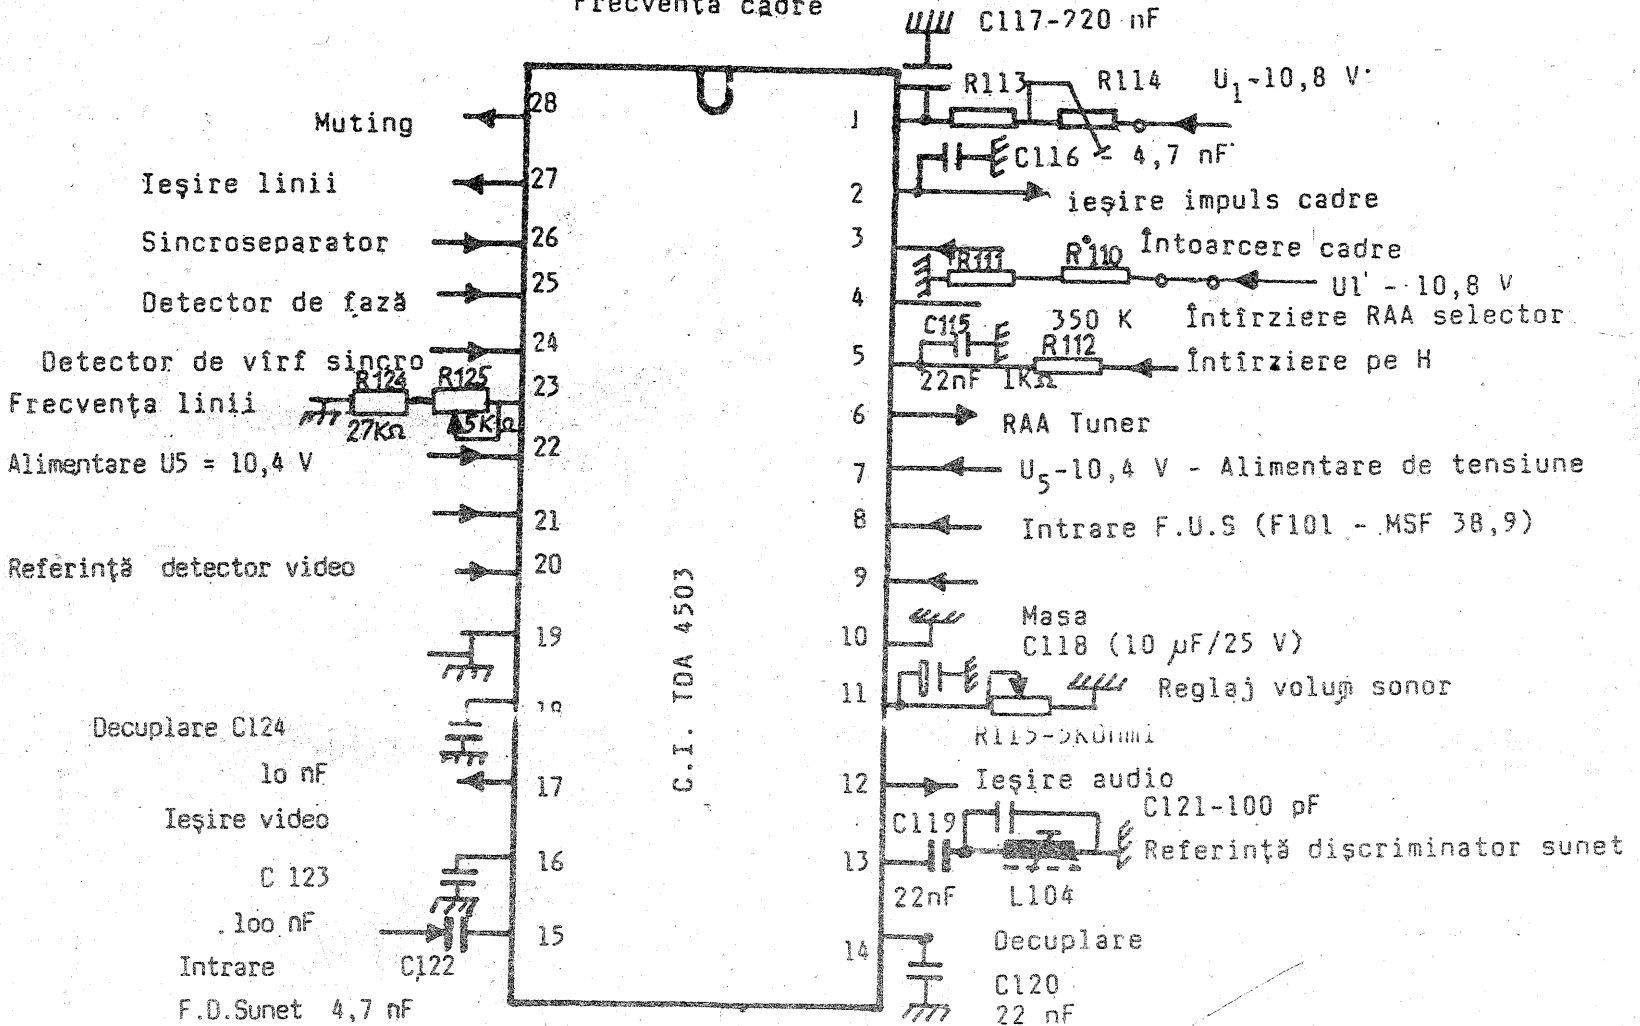 Frecvența cadre
C117-220 nF
R113 R114 U1-10,8 V
28 1
Muting
C116 - 4,7 nF
Ieșire linii 27 2
ieșire impuls cadre
Sincroseparator 26 3 Întoarcere cadre
R111 R110
U1 - 10,8 V
Detector de fază 25 4
C115 350 K Întîrziere RAA selector
R112
Detector de vîrf sincro 24 5 Întîrziere pe H
22nF 1KΩ
R124 R125
Frecvența linii 23 6 RAA Tuner
27KΩ 5KΩ
Alimentare U5 = 10,4 V 22 7 U5-10,4 V - Alimentare de tensiune
21 8 Intrare F.U.S (F101 - MSF 38,9)
Referință detector video 20 9
C.I. TDA 4503
Masa
19 10 C118 (10 µF/25 V)
18 11 Reglaj volum sonor
Decuplare C124 R115-5Kohmi
10 nF 17 12 Ieșire audio
Ieșire video C119 C121-100 pF
16 13 Referință discriminator sunet
C 123 22nF L104
100 nF 15 14 Decuplare
Intrare C122 C120
F.D.Sunet 4,7 nF 22 nF